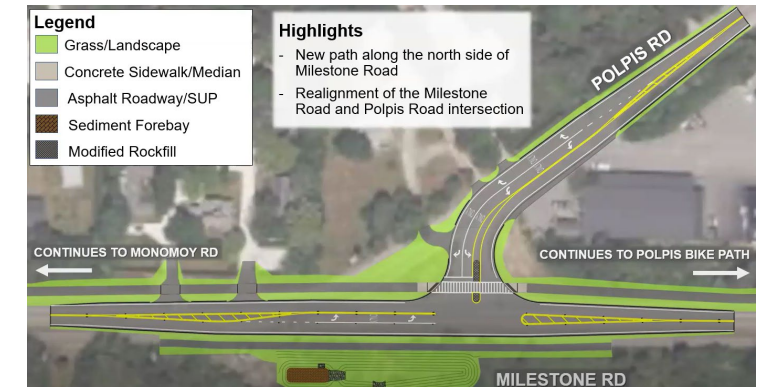 Legend
Grass/Landscape
Concrete Sidewalk/Median
Asphalt Roadway/SUP
Sediment Forebay
Modified Rockfill
Highlights
- New path along the north side of
Milestone Road
- Realignment of the Milestone
Road and Polpis Road intersection
POLPIS RD
CONTINUES TO MONOMOY RD
CONTINUES TO POLPIS BIKE PATH
MILESTONE RD